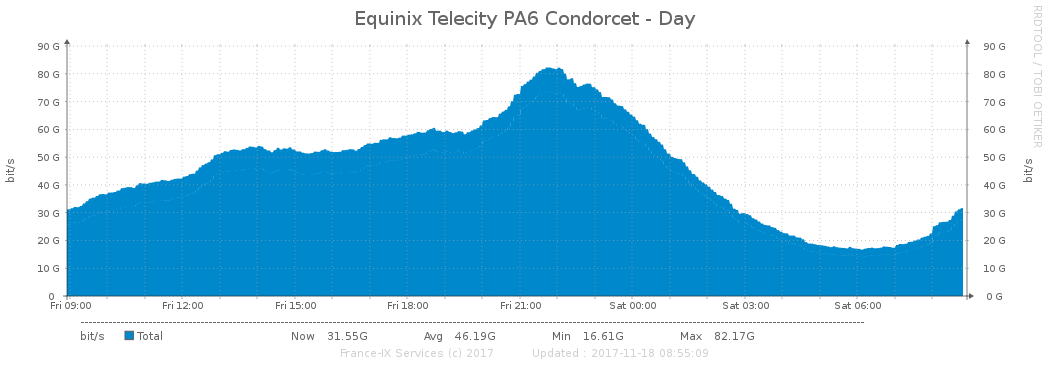 Equinix Telecity PA6 Condorcet - Day
RRDTOOL / TOBI OETIKER
90 G 90 G
80 G 80 G
70 G 70 G
60 G 60 G
50 G 50 G
40 G 40 G
30 G 30 G
20 G 20 G
10 G 10 G
0 0 G
bit/s bit/s
Fri 09:00 Fri 12:00 Fri 15:00 Fri 18:00 Fri 21:00 Sat 00:00 Sat 03:00 Sat 06:00
bit/s Total Now 31.55G Avg 46.19G Min 16.61G Max 82.17G
France-IX Services (c) 2017 Updated : 2017-11-18 08:55:09